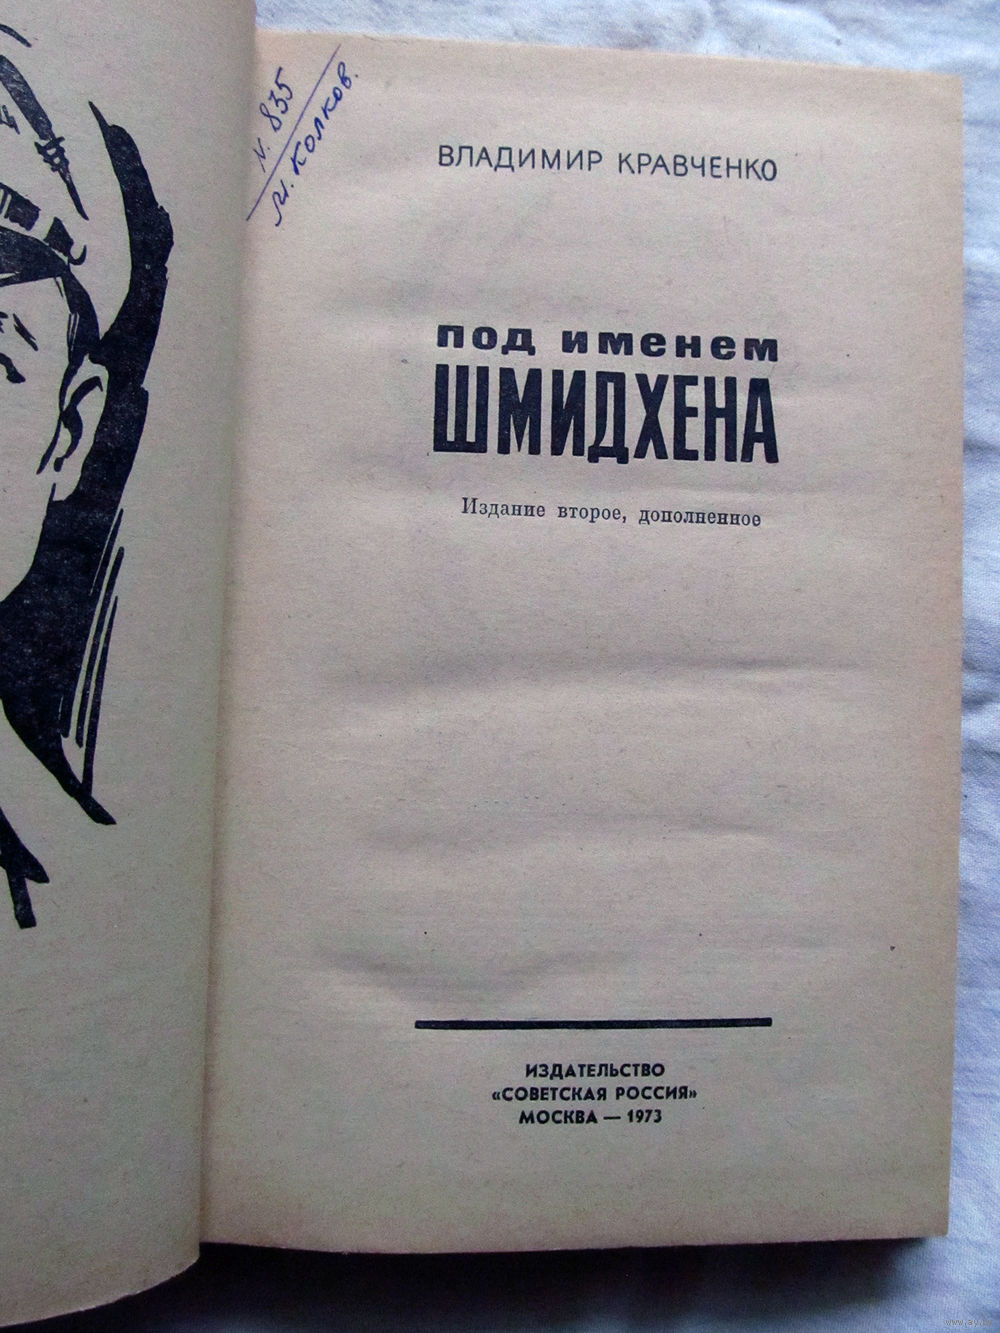 N. 835
М. Колков.
ВЛАДИМИР КРАВЧЕНКО
под именем
ШМИДХЕНА
Издание второе, дополненное
ИЗДАТЕЛЬСТВО
«СОВЕТСКАЯ РОССИЯ»
МОСКВА — 1973